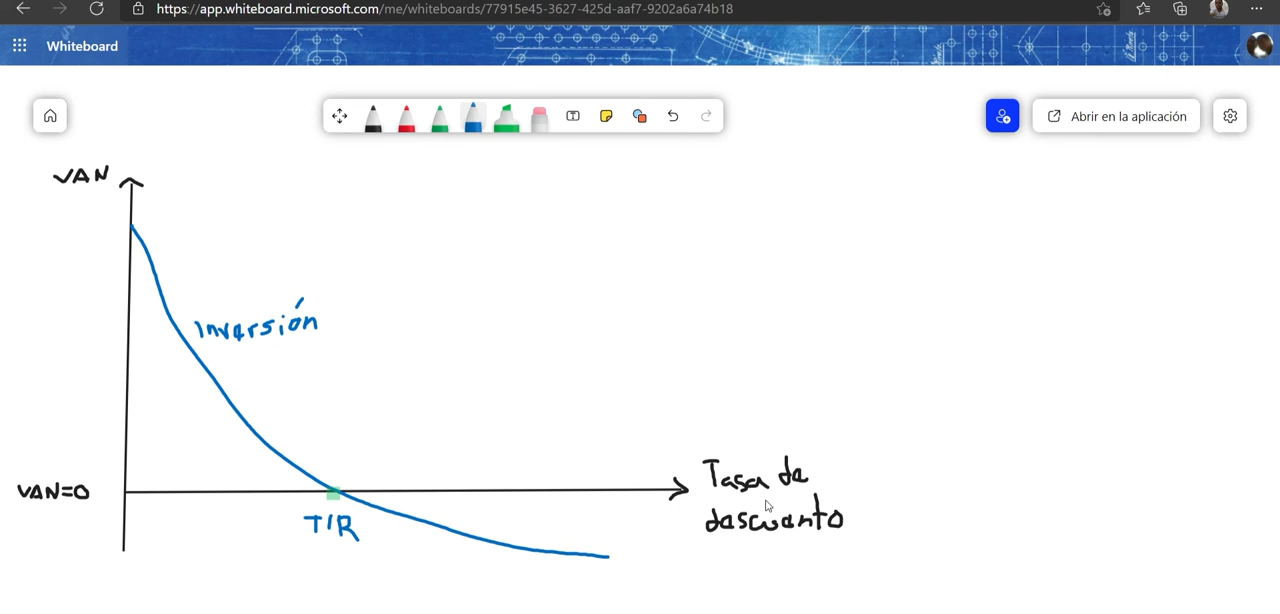 https://app.whiteboard.microsoft.com/me/whiteboards/77915e45-3627-425d-aaf7-9202a6a74b18
Whiteboard
Abrir en la aplicación
VAN
Inversión
VAN=0
TIR
Tasa de
descuento